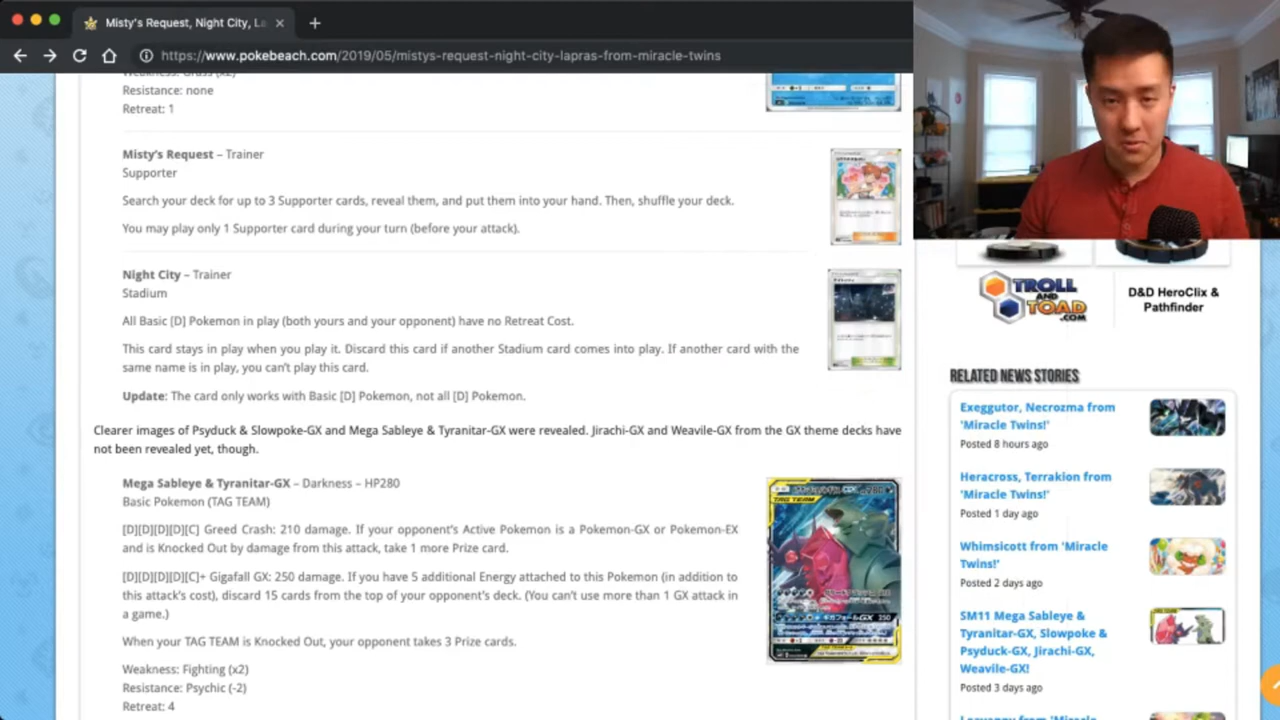 Misty's Request, Night City, La
https://www.pokebeach.com/2019/05/mistys-request-night-city-lapras-from-miracle-twins
Weakness: Grass (x2)
Resistance: none
Retreat: 1
Misty's Request – Trainer
Supporter
Search your deck for up to 3 Supporter cards, reveal them, and put them into your hand. Then, shuffle your deck.
You may play only 1 Supporter card during your turn (before your attack).
Night City – Trainer
Stadium
All Basic [D] Pokemon in play (both yours and your opponent) have no Retreat Cost.
This card stays in play when you play it. Discard this card if another Stadium card comes into play. If another card with the
same name is in play, you can't play this card.
Update: The card only works with Basic [D] Pokemon, not all [D] Pokemon.
Clearer images of Psyduck & Slowpoke-GX and Mega Sableye & Tyranitar-GX were revealed. Jirachi-GX and Weavile-GX from the GX theme decks have
not been revealed yet, though.
Mega Sableye & Tyranitar-GX – Darkness – HP280
Basic Pokemon (TAG TEAM)
[D][D][D][D][C] Greed Crash: 210 damage. If your opponent's Active Pokemon is a Pokemon-GX or Pokemon-EX
and is Knocked Out by damage from this attack, take 1 more Prize card.
[D][D][D][D][C]+ Gigafall GX: 250 damage. If you have 5 additional Energy attached to this Pokemon (in addition to
this attack's cost), discard 15 cards from the top of your opponent's deck. (You can't use more than 1 GX attack in
a game.)
When your TAG TEAM is Knocked Out, your opponent takes 3 Prize cards.
Weakness: Fighting (x2)
Resistance: Psychic (-2)
Retreat: 4
TAG TEAM
GX 250
TROLL
AND
TOAD
.COM
D&D HeroClix &
Pathfinder
RELATED NEWS STORIES
Exeggutor, Necrozma from
'Miracle Twins!'
Posted 8 hours ago
Heracross, Terrakion from
'Miracle Twins!'
Posted 1 day ago
Whimsicott from 'Miracle
Twins!'
Posted 2 days ago
SM11 Mega Sableye &
Tyranitar-GX, Slowpoke &
Psyduck-GX, Jirachi-GX,
Weavile-GX!
Posted 3 days ago